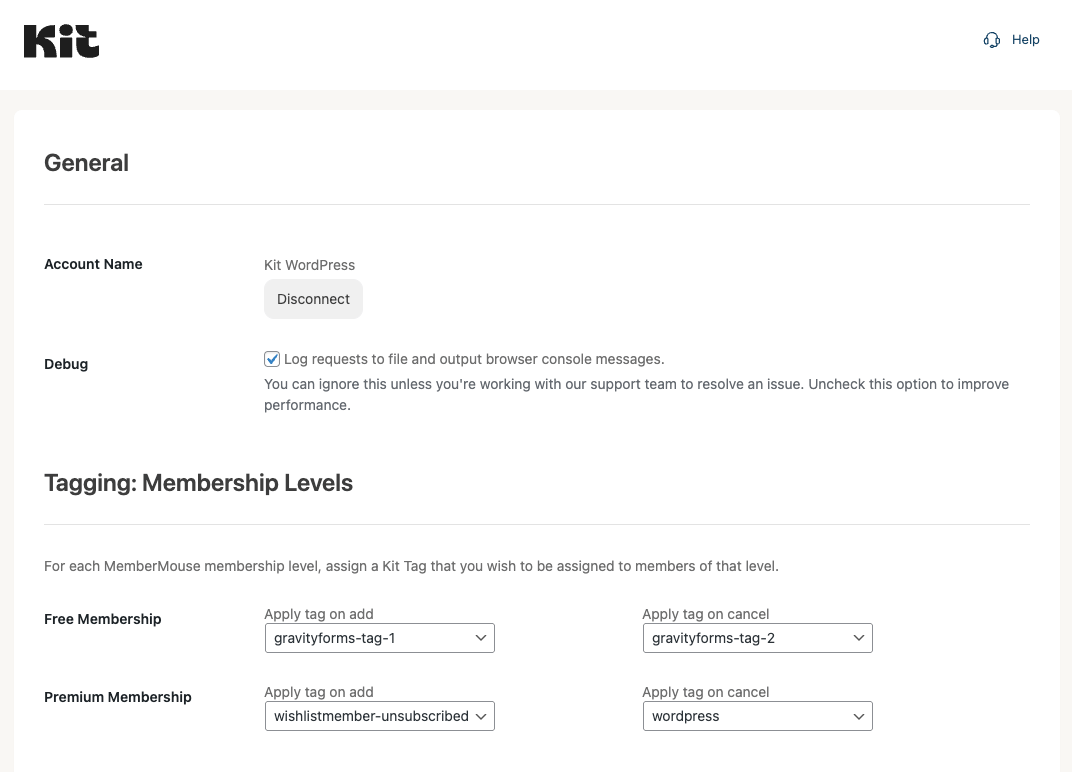 Kit
Help
General
Account Name
Kit WordPress
Disconnect
Debug
Log requests to file and output browser console messages.
You can ignore this unless you're working with our support team to resolve an issue. Uncheck this option to improve
performance.
Tagging: Membership Levels
For each MemberMouse membership level, assign a Kit Tag that you wish to be assigned to members of that level.
Free Membership
Apply tag on add
gravityforms-tag-1
Apply tag on cancel
gravityforms-tag-2
Premium Membership
Apply tag on add
wishlistmember-unsubscribed
Apply tag on cancel
wordpress